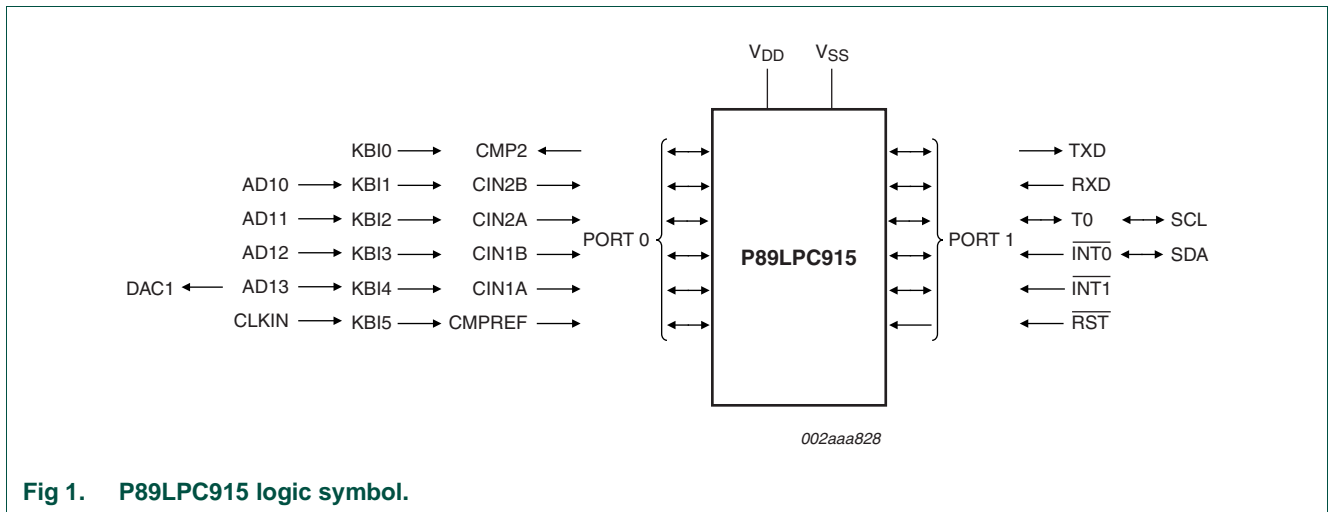 VDD VSS
KBI0 CMP2 TXD
AD10 KBI1 CIN2B RXD
AD11 KBI2 CIN2A T0 SCL
PORT 0 P89LPC915 PORT 1
AD12 KBI3 CIN1B INT0 SDA
DAC1 AD13 KBI4 CIN1A INT1
CLKIN KBI5 CMPREF RST
002aaa828
Fig 1. P89LPC915 logic symbol.